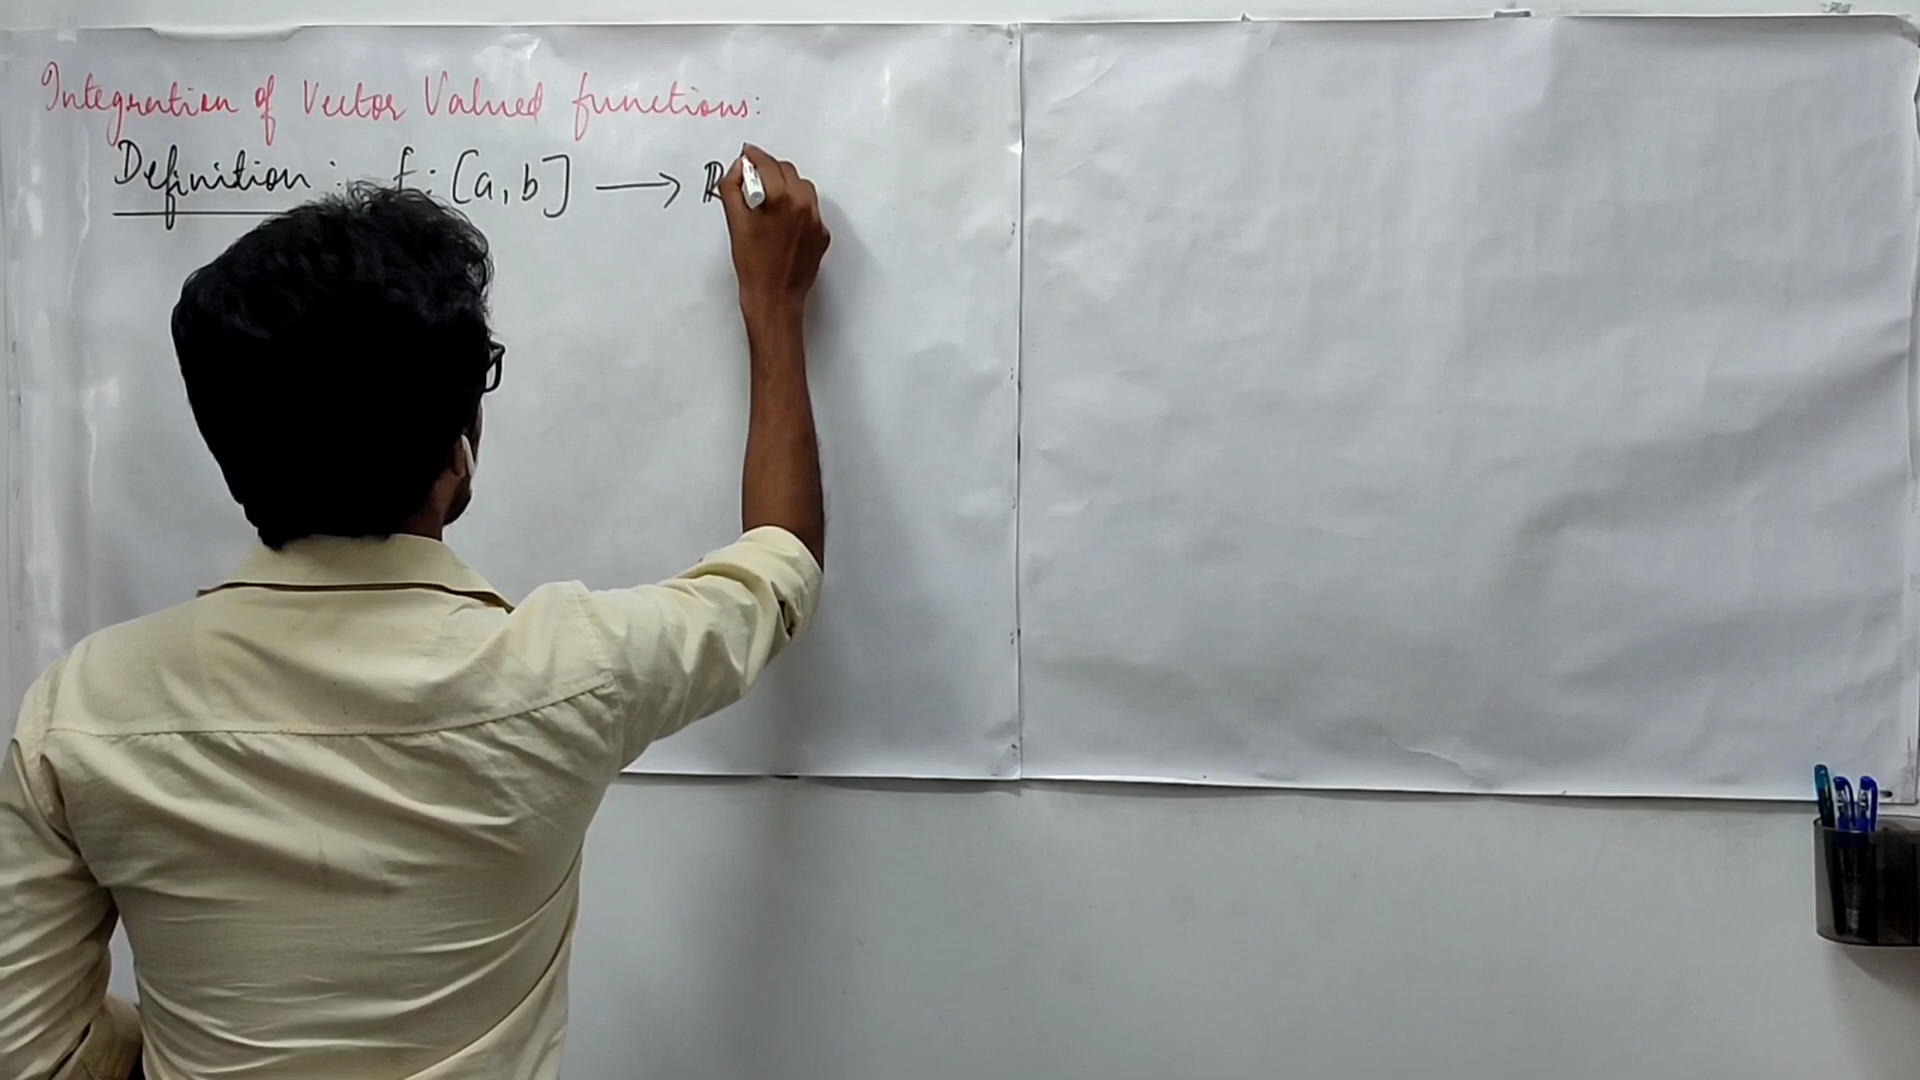 Integration of Vector Valued functions:
Definition : f : [a, b] ⟶ R